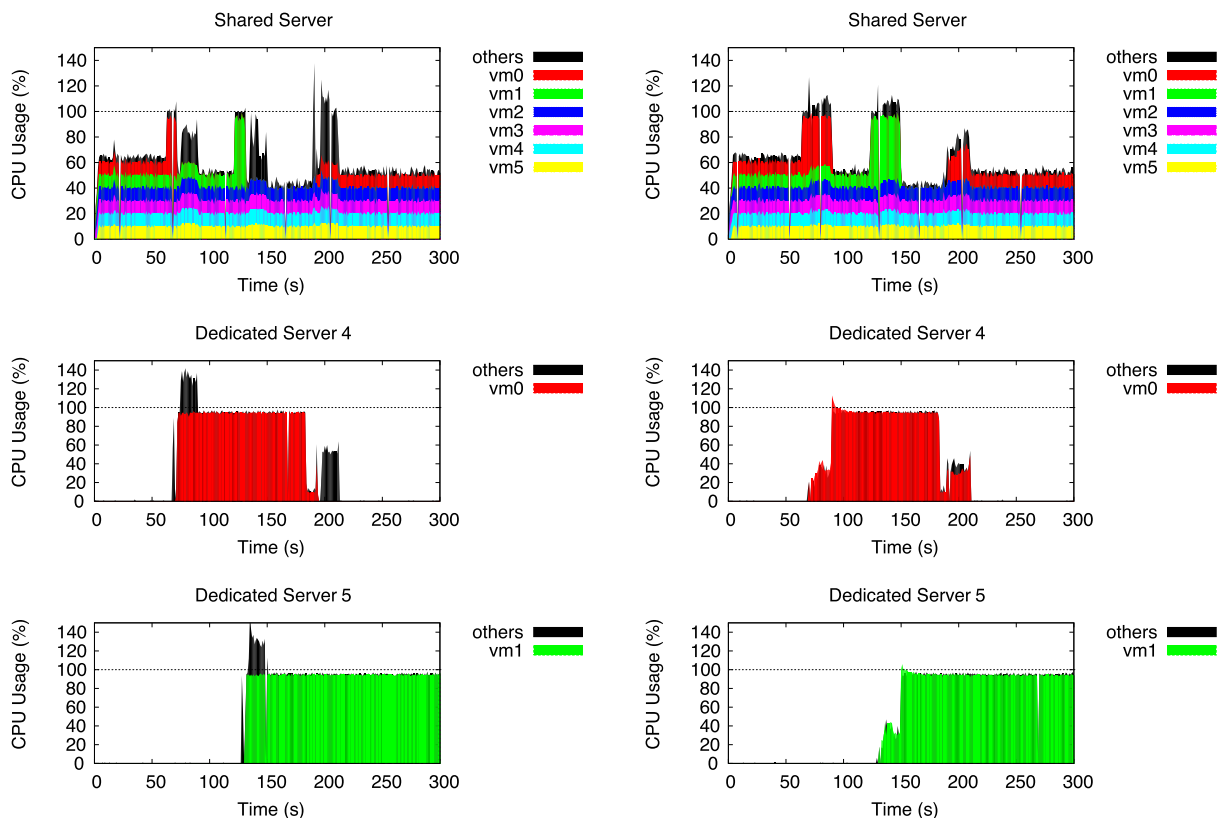 Shared Server
CPU Usage (%)
140
120
100
80
60
40
20
0
0 50 100 150 200 250 300
Time (s)
others
vm0
vm1
vm2
vm3
vm4
vm5
Shared Server
CPU Usage (%)
140
120
100
80
60
40
20
0
0 50 100 150 200 250 300
Time (s)
others
vm0
vm1
vm2
vm3
vm4
vm5
Dedicated Server 4
CPU Usage (%)
140
120
100
80
60
40
20
0
0 50 100 150 200 250 300
Time (s)
others
vm0
Dedicated Server 4
CPU Usage (%)
140
120
100
80
60
40
20
0
0 50 100 150 200 250 300
Time (s)
others
vm0
Dedicated Server 5
CPU Usage (%)
140
120
100
80
60
40
20
0
0 50 100 150 200 250 300
Time (s)
others
vm1
Dedicated Server 5
CPU Usage (%)
140
120
100
80
60
40
20
0
0 50 100 150 200 250 300
Time (s)
others
vm1